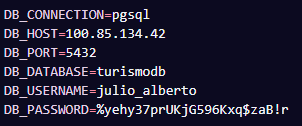 DB_CONNECTION=pgsql
DB_HOST=100.85.134.42
DB_PORT=5432
DB_DATABASE=turismodb
DB_USERNAME=julio_alberto
DB_PASSWORD=%yehy37prUKjG596Kxq$zaB!r